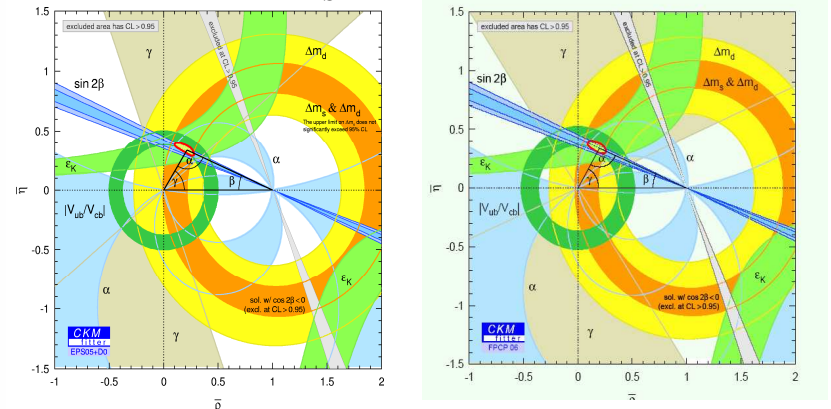 1.5
excluded area has CL > 0.95
γ
excluded at CL > 0.95
Δm_d
1
sin 2β
Δm_s & Δm_d
The upper limit on Δm_s does not
significantly exceed 95% CL
0.5
ε_K
α
α
γ
β
η̄
0
|V_ub/V_cb|
-0.5
ε_K
α
sol. w/ cos 2β < 0
(excl. at CL > 0.95)
-1
CKM
fitter
EPS05+D0
γ
-1.5
-1 -0.5 0 0.5 1 1.5 2
ρ̄
1.5
excluded area has CL > 0.95
γ
excluded at CL > 0.95
Δm_d
1
sin 2β
Δm_s & Δm_d
0.5
ε_K
α
α
γ
β
η̄
0
|V_ub/V_cb|
-0.5
ε_K
α
sol. w/ cos 2β < 0
(excl. at CL > 0.95)
-1
CKM
fitter
FPCP 06
γ
-1.5
-1 -0.5 0 0.5 1 1.5 2